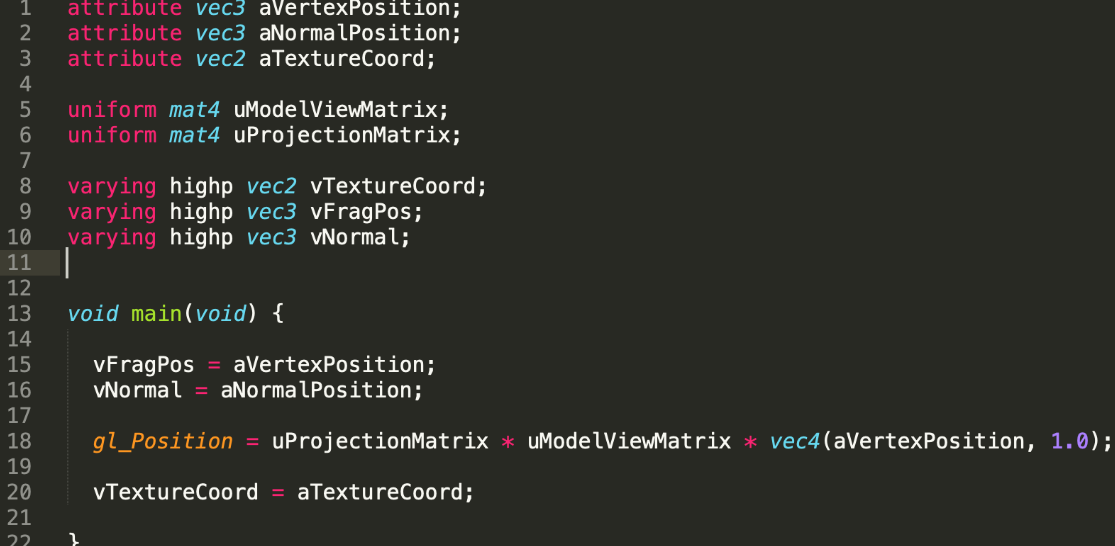 1 attribute vec3 aVertexPosition;
2 attribute vec3 aNormalPosition;
3 attribute vec2 aTextureCoord;
4
5 uniform mat4 uModelViewMatrix;
6 uniform mat4 uProjectionMatrix;
7
8 varying highp vec2 vTextureCoord;
9 varying highp vec3 vFragPos;
10 varying highp vec3 vNormal;
11
12
13 void main(void) {
14
15 vFragPos = aVertexPosition;
16 vNormal = aNormalPosition;
17
18 gl_Position = uProjectionMatrix * uModelViewMatrix * vec4(aVertexPosition, 1.0);
19
20 vTextureCoord = aTextureCoord;
21
22 }